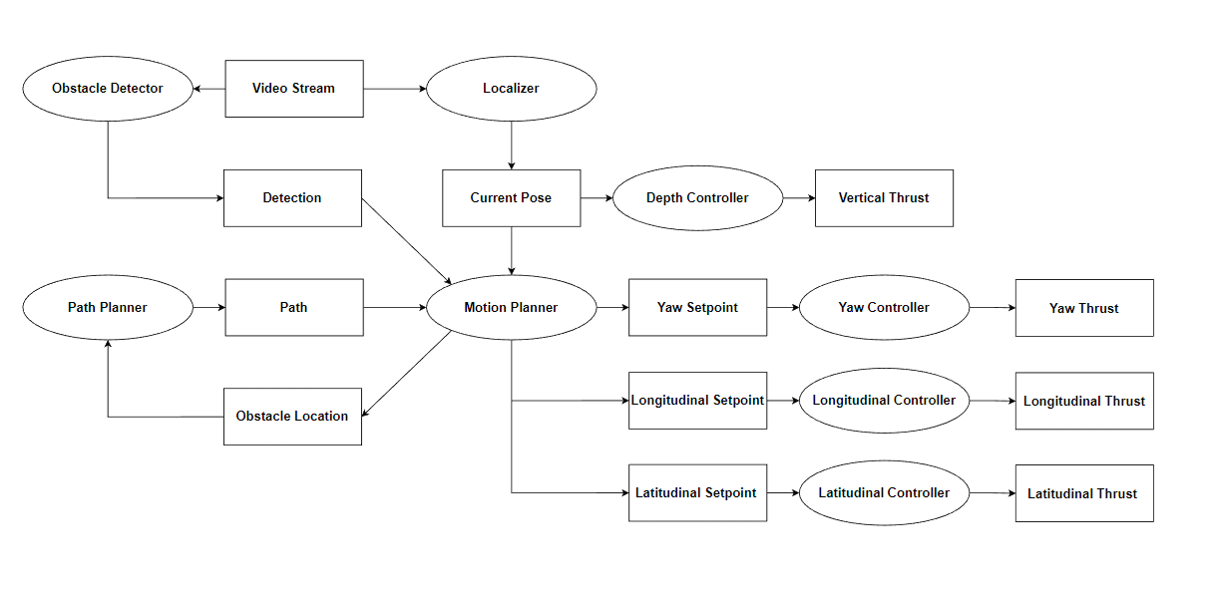 Obstacle Detector
Video Stream
Localizer
Detection
Current Pose
Depth Controller
Vertical Thrust
Path Planner
Path
Motion Planner
Yaw Setpoint
Yaw Controller
Yaw Thrust
Longitudinal Setpoint
Longitudinal Controller
Longitudinal Thrust
Obstacle Location
Latitudinal Setpoint
Latitudinal Controller
Latitudinal Thrust